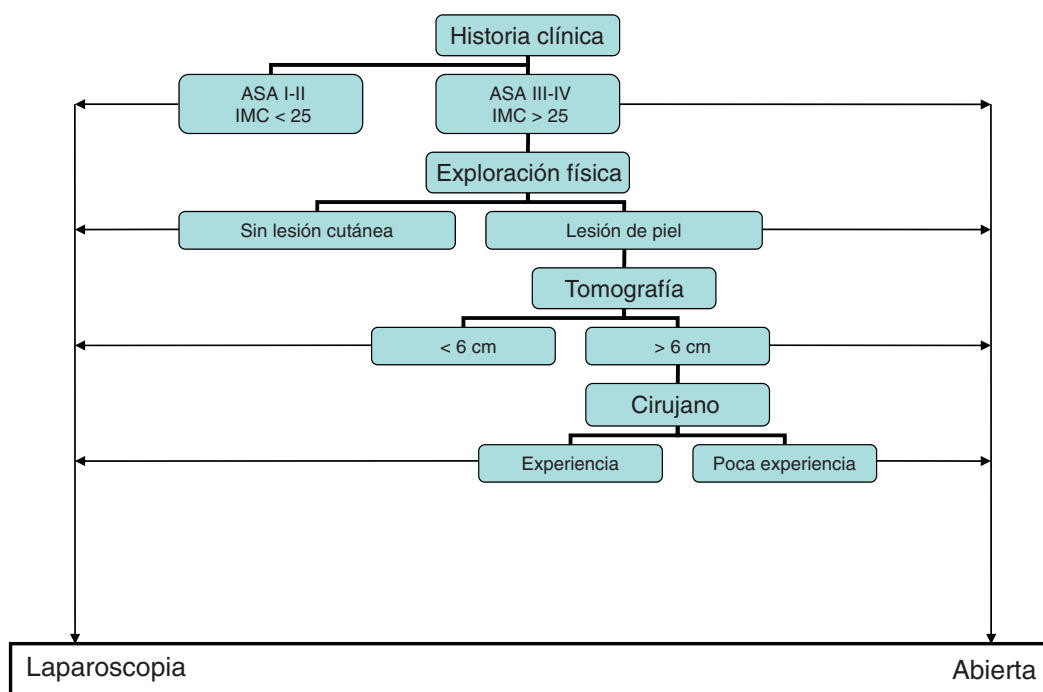 Historia clínica
ASA I-II
IMC < 25
ASA III-IV
IMC > 25
Exploración física
Sin lesión cutánea
Lesión de piel
Tomografía
< 6 cm
> 6 cm
Cirujano
Experiencia
Poca experiencia
Laparoscopia
Abierta